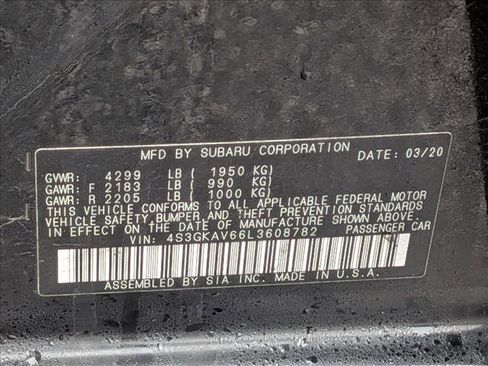 MFD BY SUBARU CORPORATION DATE: 03/20
GVWR: 4299 LB ( 1950 KG)
GAWR: F 2183 LB ( 990 KG)
GAWR: R 2205 LB ( 1000 KG)
THIS VEHICLE CONFORMS TO ALL APPLICABLE FEDERAL MOTOR
VEHICLE SAFETY, BUMPER, AND THEFT PREVENTION STANDARDS
IN EFFECT ON THE DATE OF MANUFACTURE SHOWN ABOVE.
VIN: 4S3GKAV66L3608782 PASSENGER CAR
ASSEMBLED BY SIA INC. MADE IN U.S.A.